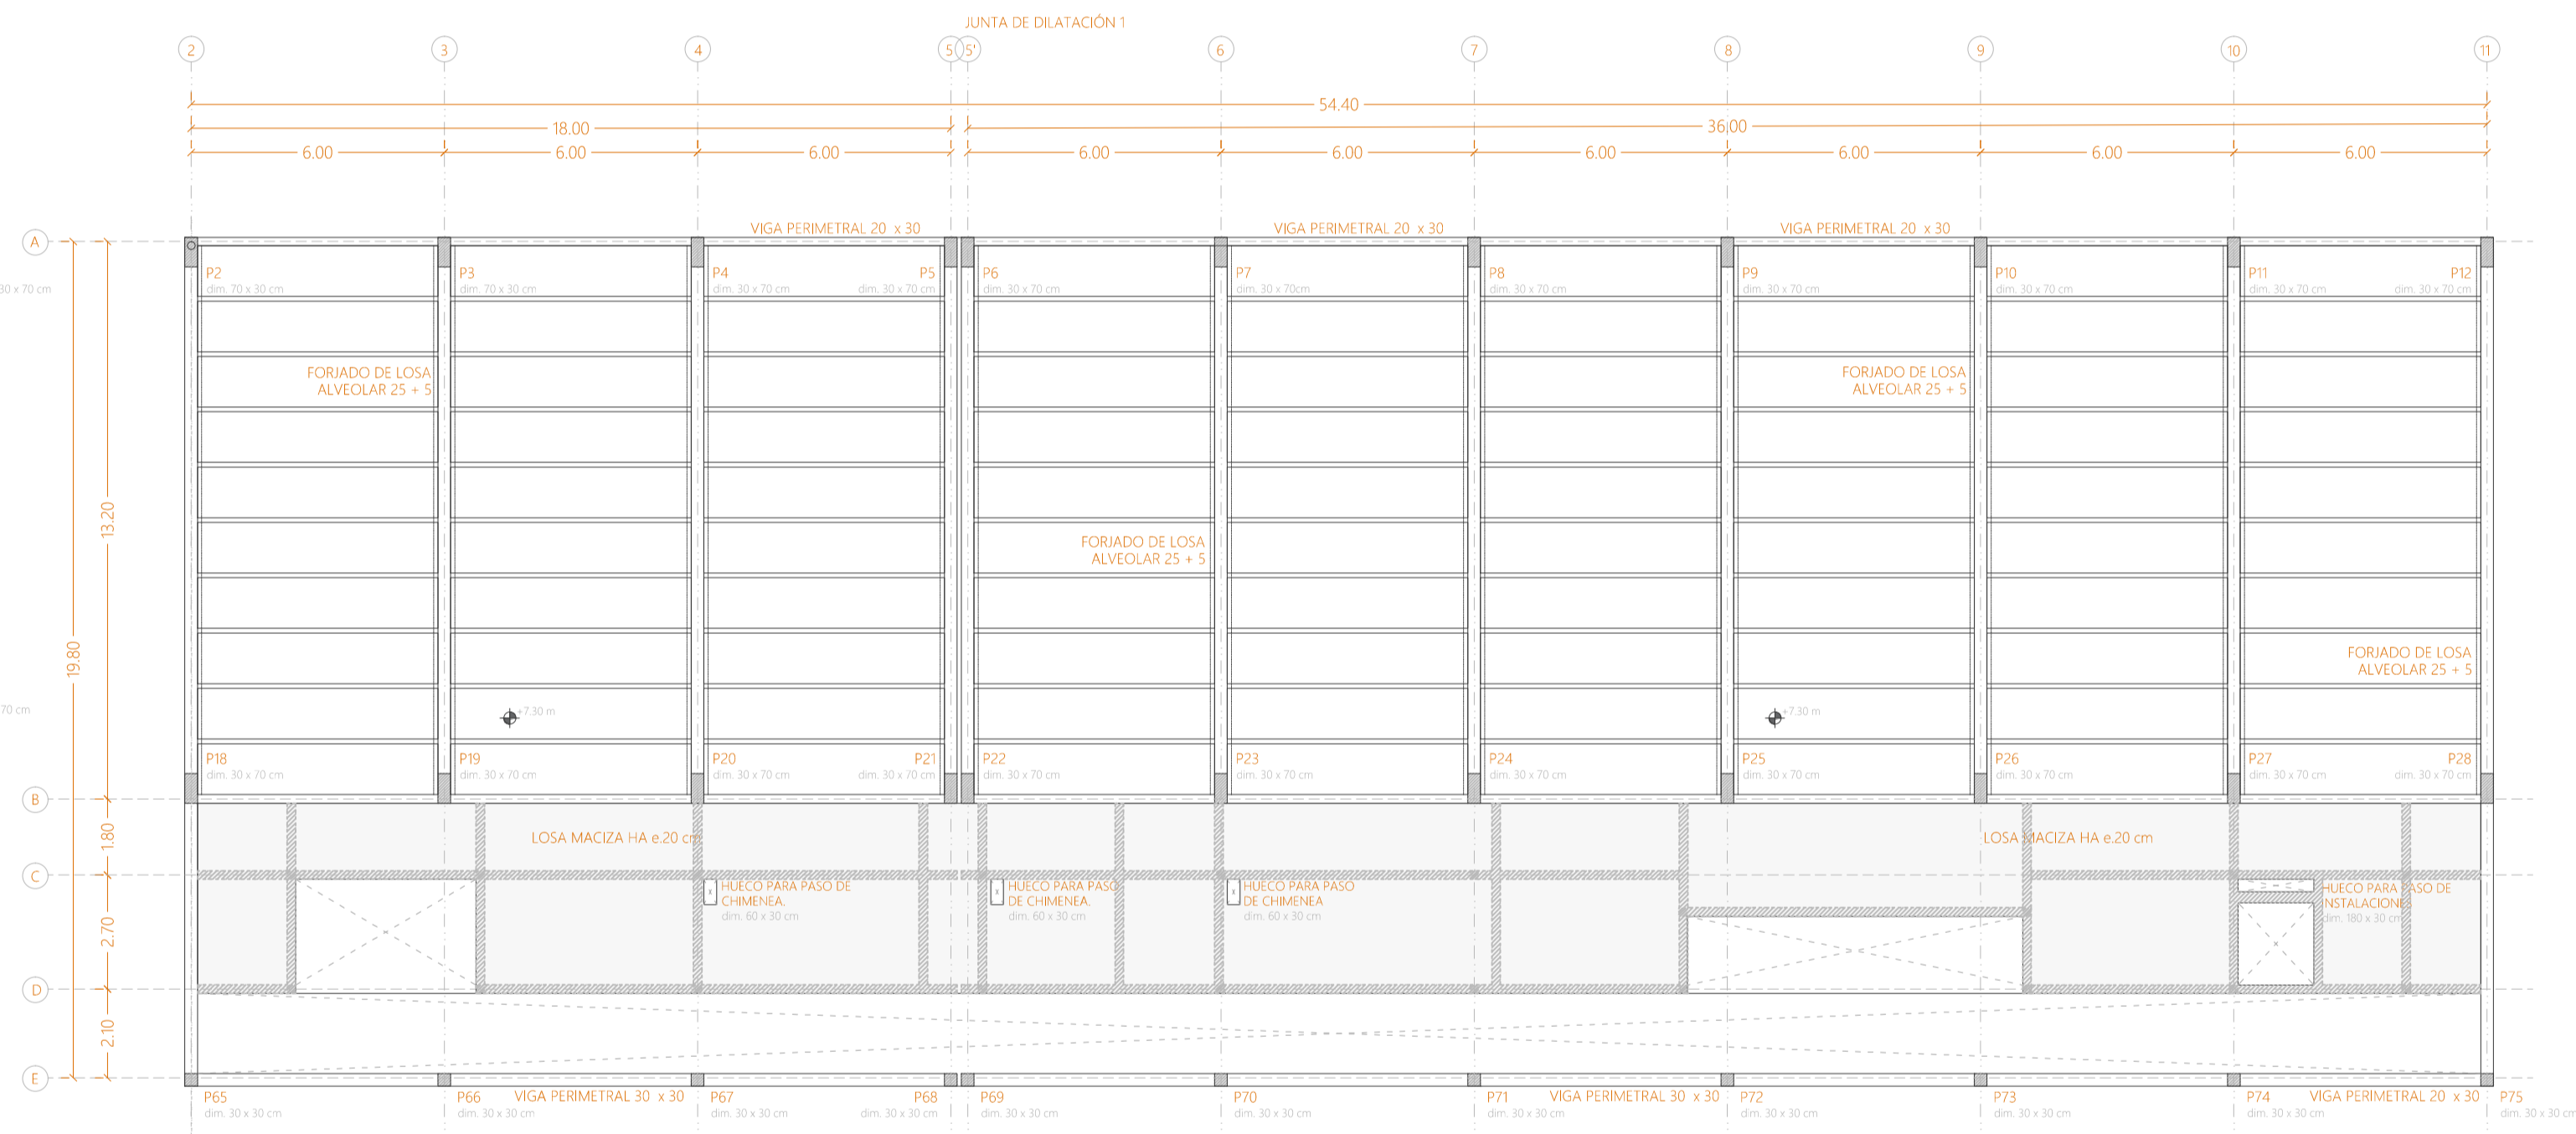 JUNTA DE DILATACIÓN 1
2 3 4 5 5' 6 7 8 9 10 11
54.40
18.00 36.00
6.00 6.00 6.00 6.00 6.00 6.00 6.00 6.00 6.00
VIGA PERIMETRAL 20 x 30 VIGA PERIMETRAL 20 x 30 VIGA PERIMETRAL 20 x 30
A
P2 P3 P4 P5 P6 P7 P8 P9 P10 P11 P12
30 x 70 cm dim. 70 x 30 cm dim. 70 x 30 cm dim. 30 x 70 cm dim. 30 x 70 cm dim. 30 x 70 cm dim. 30 x 70cm dim. 30 x 70 cm dim. 30 x 70 cm dim. 30 x 70 cm dim. 30 x 70 cm dim. 30 x 70 cm
FORJADO DE LOSA
ALVEOLAR 25 + 5
FORJADO DE LOSA
ALVEOLAR 25 + 5
13.20
FORJADO DE LOSA
ALVEOLAR 25 + 5
19.80
FORJADO DE LOSA
ALVEOLAR 25 + 5
70 cm +7.30 m +7.30 m
P18 P19 P20 P21 P22 P23 P24 P25 P26 P27 P28
dim. 30 x 70 cm dim. 30 x 70 cm dim. 30 x 70 cm dim. 30 x 70 cm dim. 30 x 70 cm dim. 30 x 70 cm dim. 30 x 70 cm dim. 30 x 70 cm dim. 30 x 70 cm dim. 30 x 70 cm dim. 30 x 70 cm
B
1.80
LOSA MACIZA HA e.20 cm LOSA MACIZA HA e.20 cm
C
HUECO PARA PASO DE
CHIMENEA.
dim. 60 x 30 cm
HUECO PARA PASO
DE CHIMENEA.
dim. 60 x 30 cm
HUECO PARA PASO
DE CHIMENEA
dim. 60 x 30 cm
HUECO PARA PASO DE
INSTALACIONES
dim. 180 x 30 cm
2.70
D
2.10
E
P65 P66 VIGA PERIMETRAL 30 x 30 P67 P68 P69 P70 P71 VIGA PERIMETRAL 30 x 30 P72 P73 P74 VIGA PERIMETRAL 20 x 30 P75
dim. 30 x 30 cm dim. 30 x 30 cm dim. 30 x 30 cm dim. 30 x 30 cm dim. 30 x 30 cm dim. 30 x 30 cm dim. 30 x 30 cm dim. 30 x 30 cm dim. 30 x 30 cm dim. 30 x 30 cm dim. 30 x 30 cm